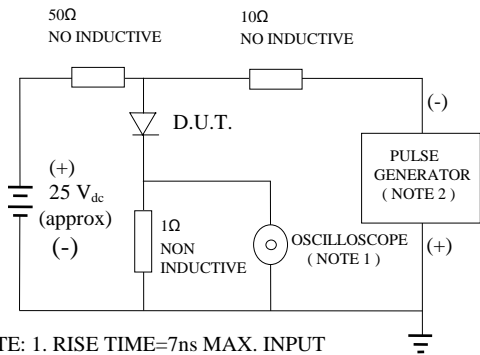 50Ω
NO INDUCTIVE
10Ω
NO INDUCTIVE
(-)
D.U.T.
PULSE
GENERATOR
( NOTE 2 )
(+)
25 Vdc
(approx)
(-)
1Ω
NON
INDUCTIVE
OSCILLOSCOPE
( NOTE 1 )
(+)
TE: 1. RISE TIME=7ns MAX. INPUT